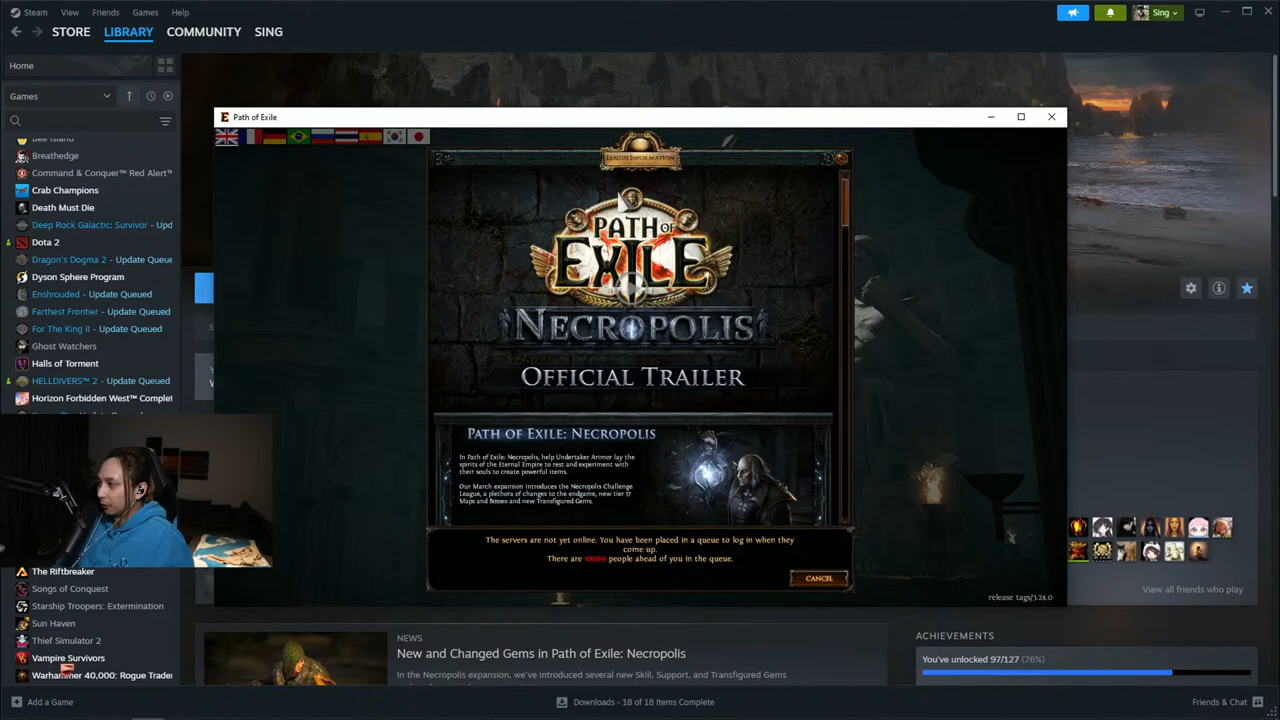 Steam View Friends Games Help
Sing
STORE LIBRARY COMMUNITY SING
Home
Games
Breathedge
Command & Conquer™ Red Alert™
Crab Champions
Death Must Die
Deep Rock Galactic: Survivor - Upd
Dota 2
Dragon's Dogma 2 - Update Queue
Dyson Sphere Program
Enshrouded - Update Queued
Farthest Frontier - Update Queued
For The King II - Update Queued
Ghost Watchers
Halls of Torment
HELLDIVERS™ 2 - Update Queued
Horizon Forbidden West™ Complet
The Riftbreaker
Songs of Conquest
Starship Troopers: Extermination
Sun Haven
Thief Simulator 2
Vampire Survivors
Warhammer 40,000: Rogue Trader
Add a Game
Path of Exile
LEAGUE INFORMATION
PATH OF
EXILE
NECROPOLIS
OFFICIAL TRAILER
PATH OF EXILE: NECROPOLIS
In Path of Exile: Necropolis, help Undertaker Arimor lay the
spirits of the Eternal Empire to rest and experiment with
their souls to create powerful items.
Our March expansion introduces the Necropolis Challenge
League, a plethora of changes to the endgame, new tier 17
Maps and Bosses and new Transfigured Gems.
The servers are not yet online. You have been placed in a queue to log in when they
come up.
There are people ahead of you in the queue.
CANCEL
release tags/3.24.0
View all friends who play
NEWS
New and Changed Gems in Path of Exile: Necropolis
In the Necropolis expansion, we've introduced several new Skill, Support, and Transfigured Gems
ACHIEVEMENTS
You've unlocked 97/127 (76%)
Downloads - 18 of 18 Items Complete
Friends & Chat